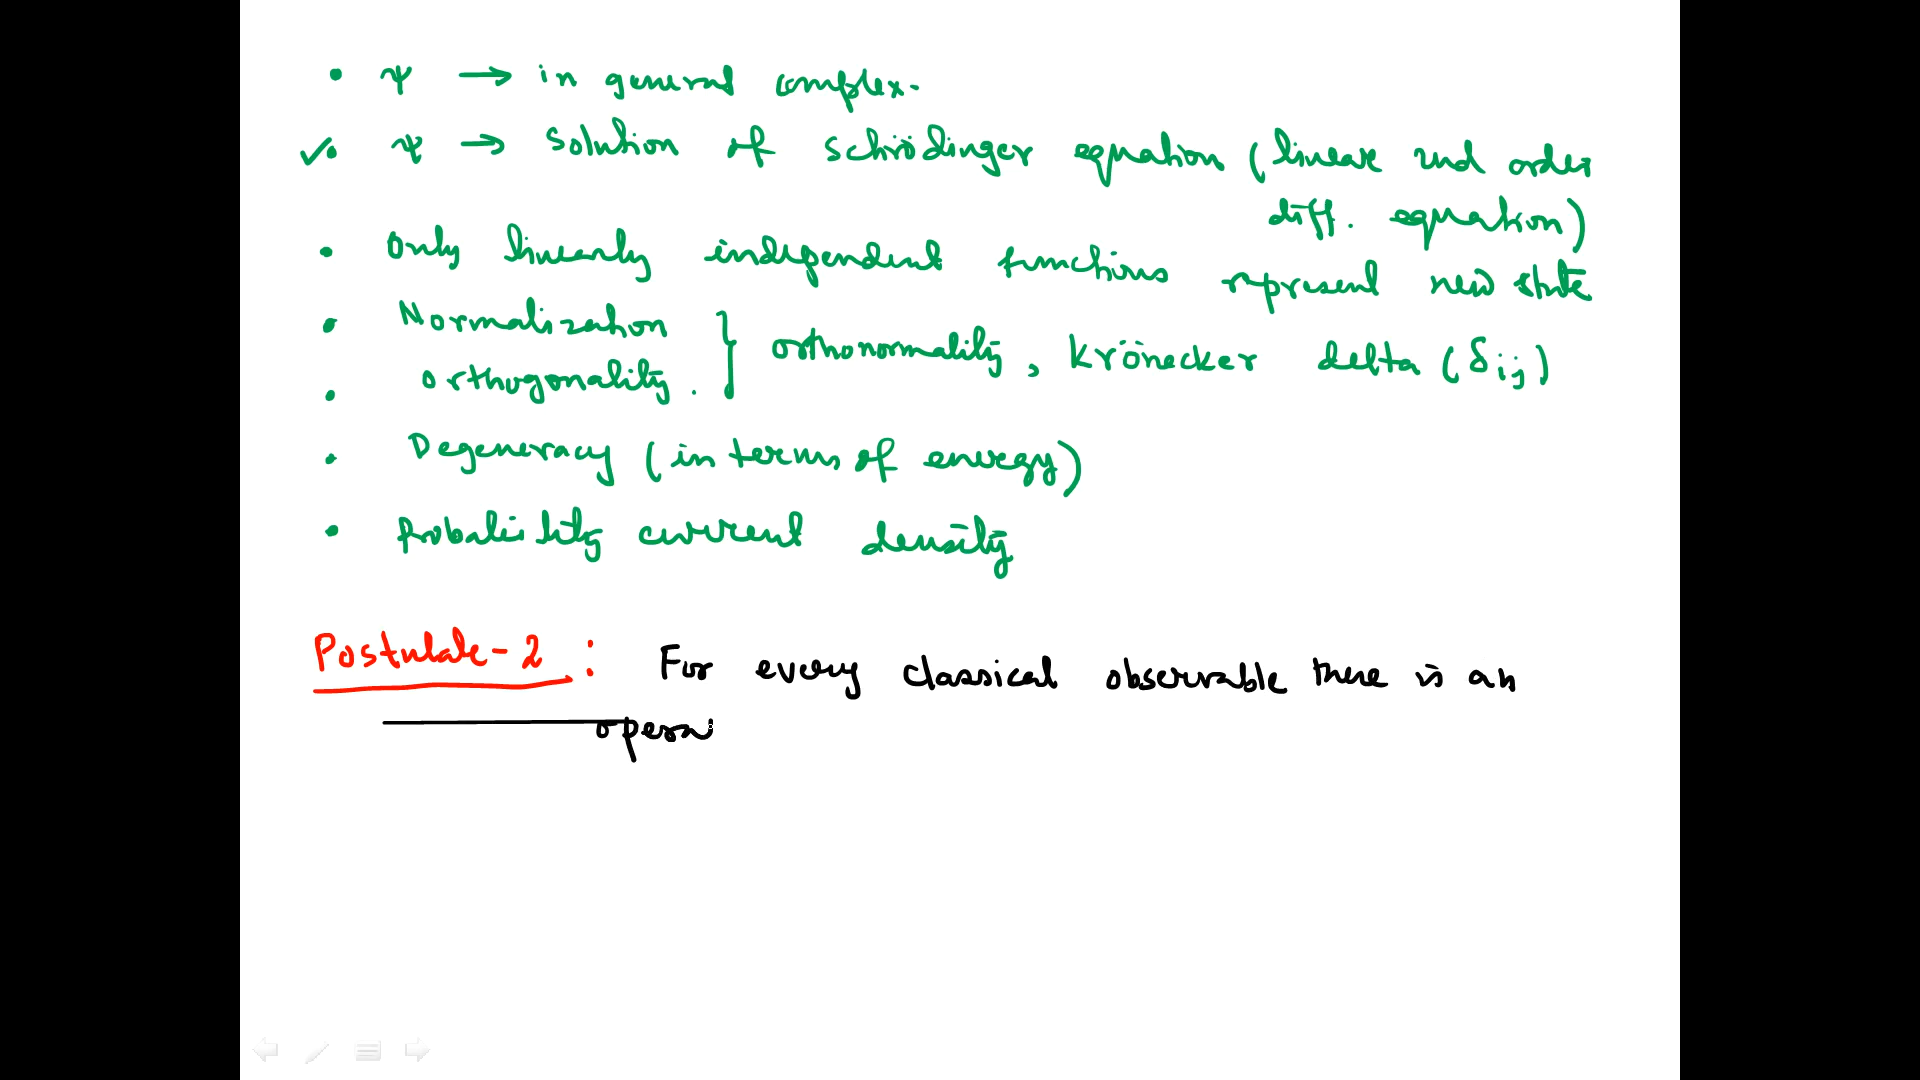 • ψ → in general complex.
✓• ψ → Solution of schrödinger equation (linear 2nd order
diff. equation)
• Only linearly independent functions represent new state
• Normalization
• Orthogonality. } orthonormality, Krönecker delta (δij)
• Degeneracy (in terms of energy)
• Probability current density
Postulate-2 : For every classical observable there is an
opera